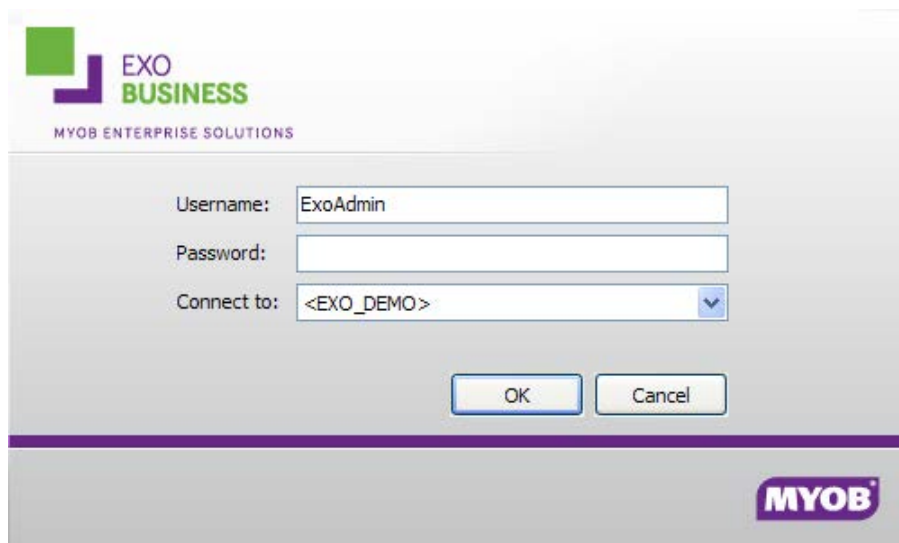 EXO
BUSINESS
MYOB ENTERPRISE SOLUTIONS
Username: ExoAdmin
Password:
Connect to: <EXO_DEMO>
OK Cancel
MYOB